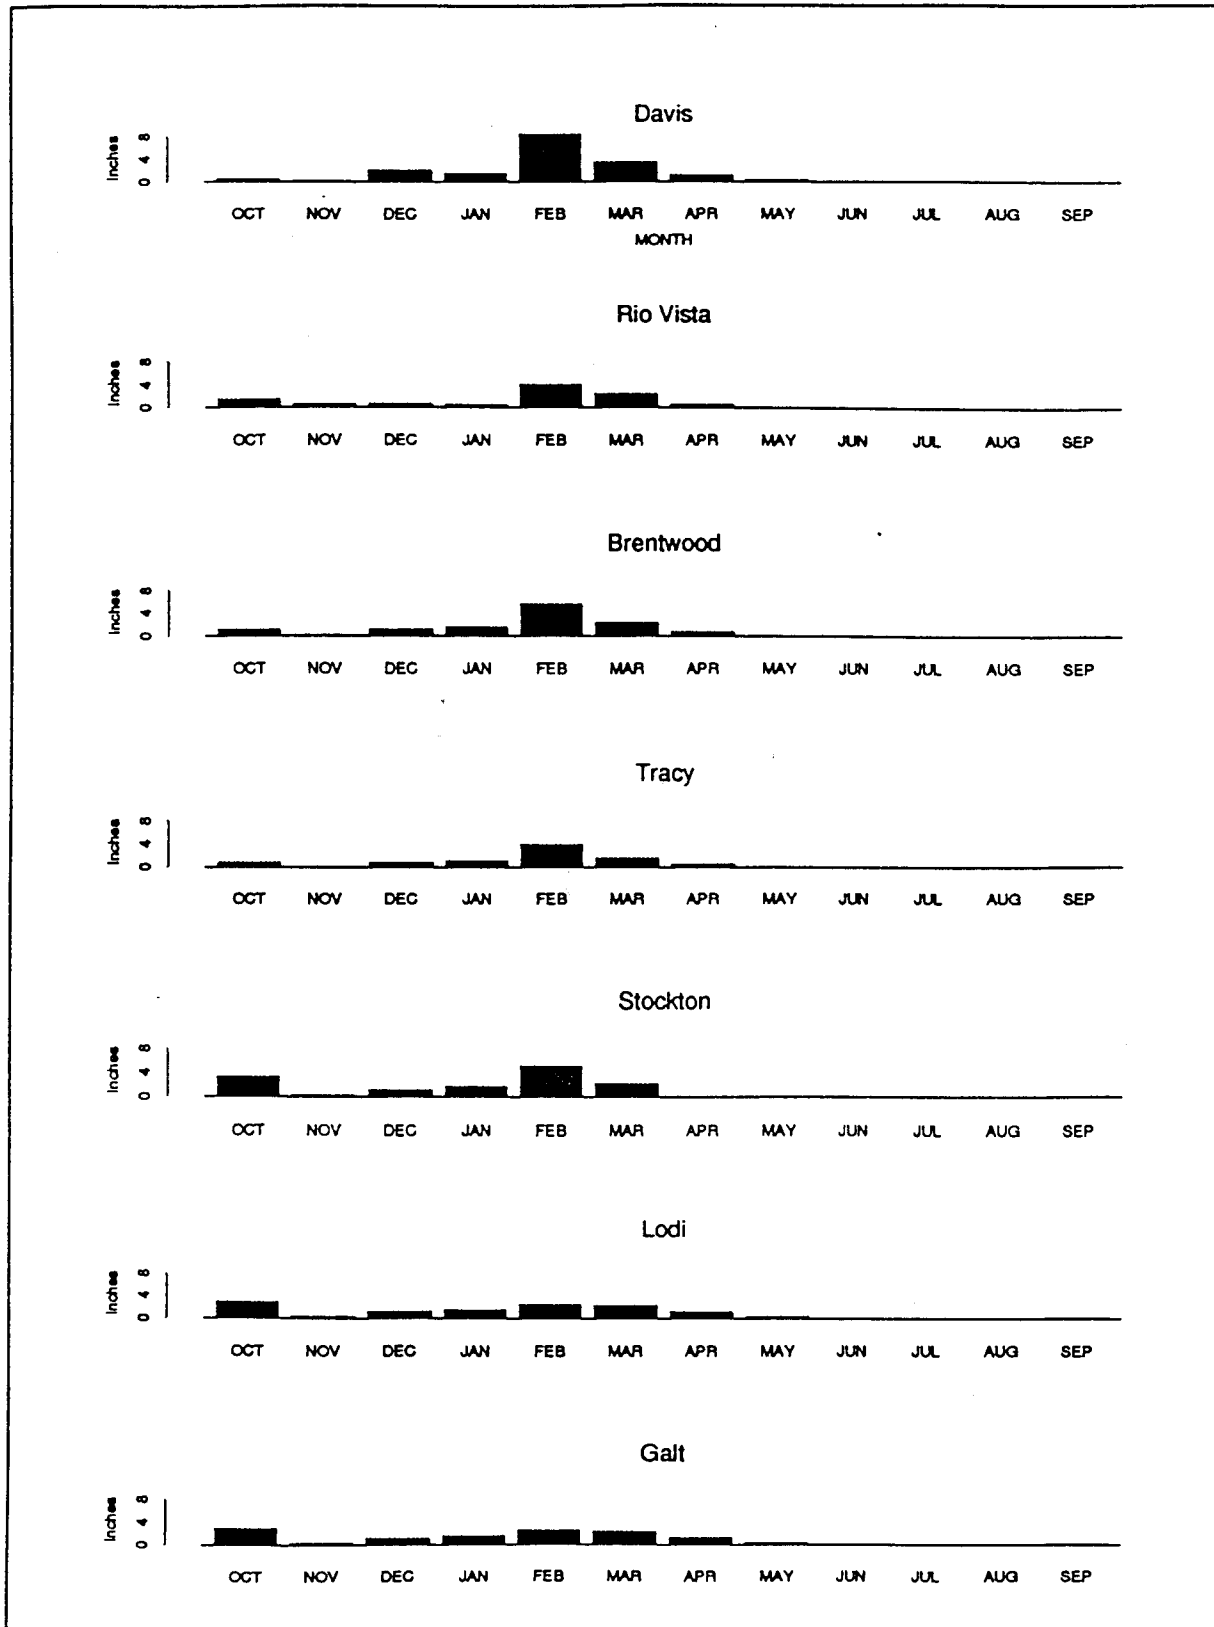 Davis
Inches
0 4 8
OCT NOV DEC JAN FEB MAR APR MAY JUN JUL AUG SEP
MONTH
Rio Vista
Inches
0 4 8
OCT NOV DEC JAN FEB MAR APR MAY JUN JUL AUG SEP
Brentwood
Inches
0 4 8
OCT NOV DEC JAN FEB MAR APR MAY JUN JUL AUG SEP
Tracy
Inches
0 4 8
OCT NOV DEC JAN FEB MAR APR MAY JUN JUL AUG SEP
Stockton
Inches
0 4 8
OCT NOV DEC JAN FEB MAR APR MAY JUN JUL AUG SEP
Lodi
Inches
0 4 8
OCT NOV DEC JAN FEB MAR APR MAY JUN JUL AUG SEP
Galt
Inches
0 4 8
OCT NOV DEC JAN FEB MAR APR MAY JUN JUL AUG SEP